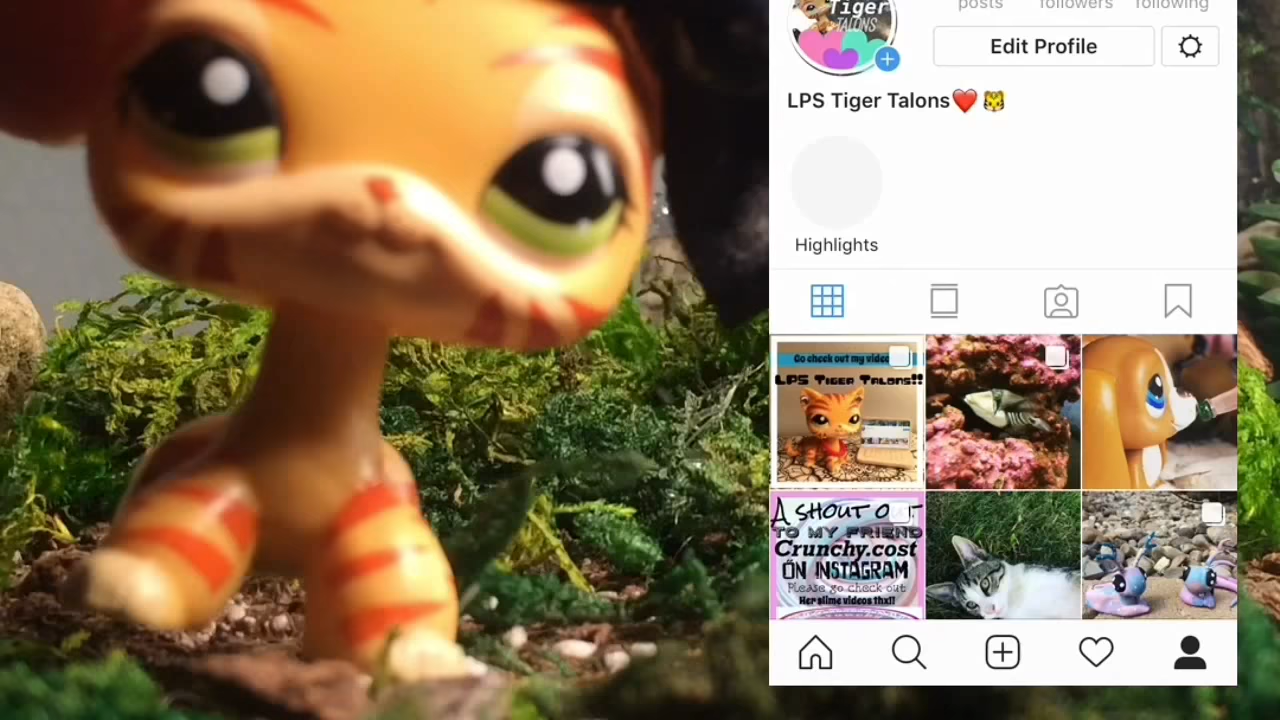 Tiger
TALONS
posts followers following
Edit Profile
LPS Tiger Talons❤️🐯
Highlights
Go check out my video
LPS TIGER TALONS!!
A SHOUT O T
TO MY FRIEND
Crunchy.cost
ON INSTAGRAM
Please go check out
Her slime videos thx!!